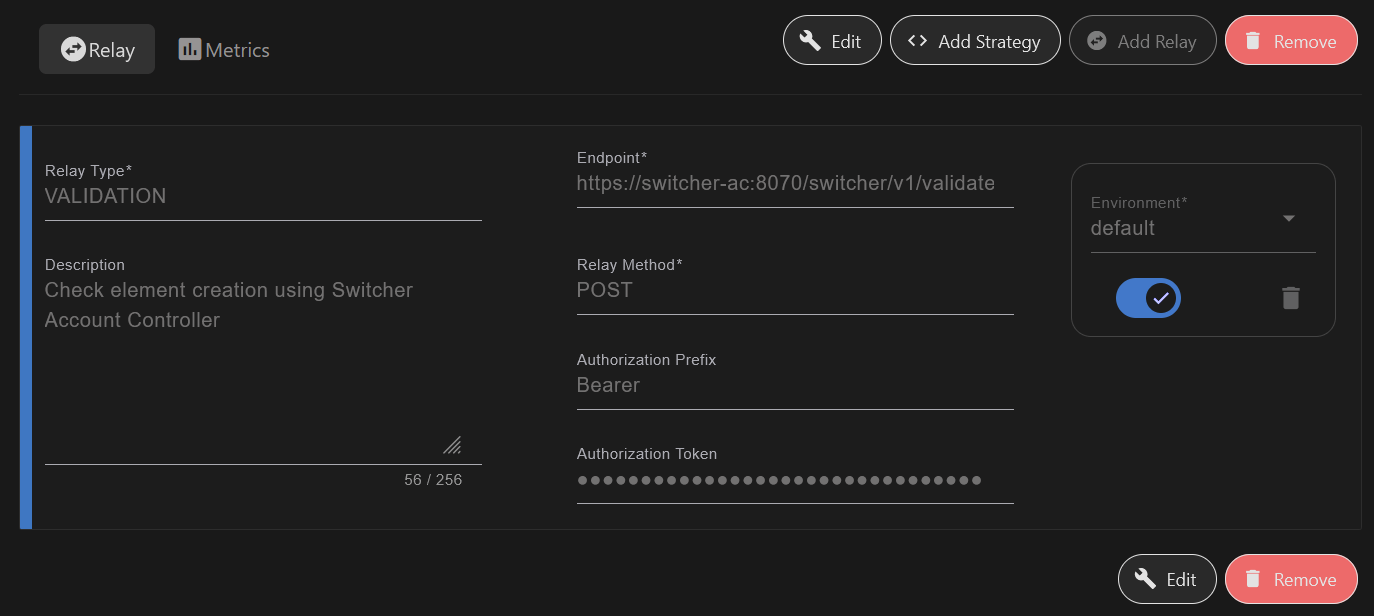 Relay
Metrics
Edit
Add Strategy
Add Relay
Remove
Relay Type*
VALIDATION
Description
Check element creation using Switcher
Account Controller
56 / 256
Endpoint*
https://switcher-ac:8070/switcher/v1/validate
Relay Method*
POST
Authorization Prefix
Bearer
Authorization Token
••••••••••••••••••••••••••••••••
Environment*
default
Edit
Remove